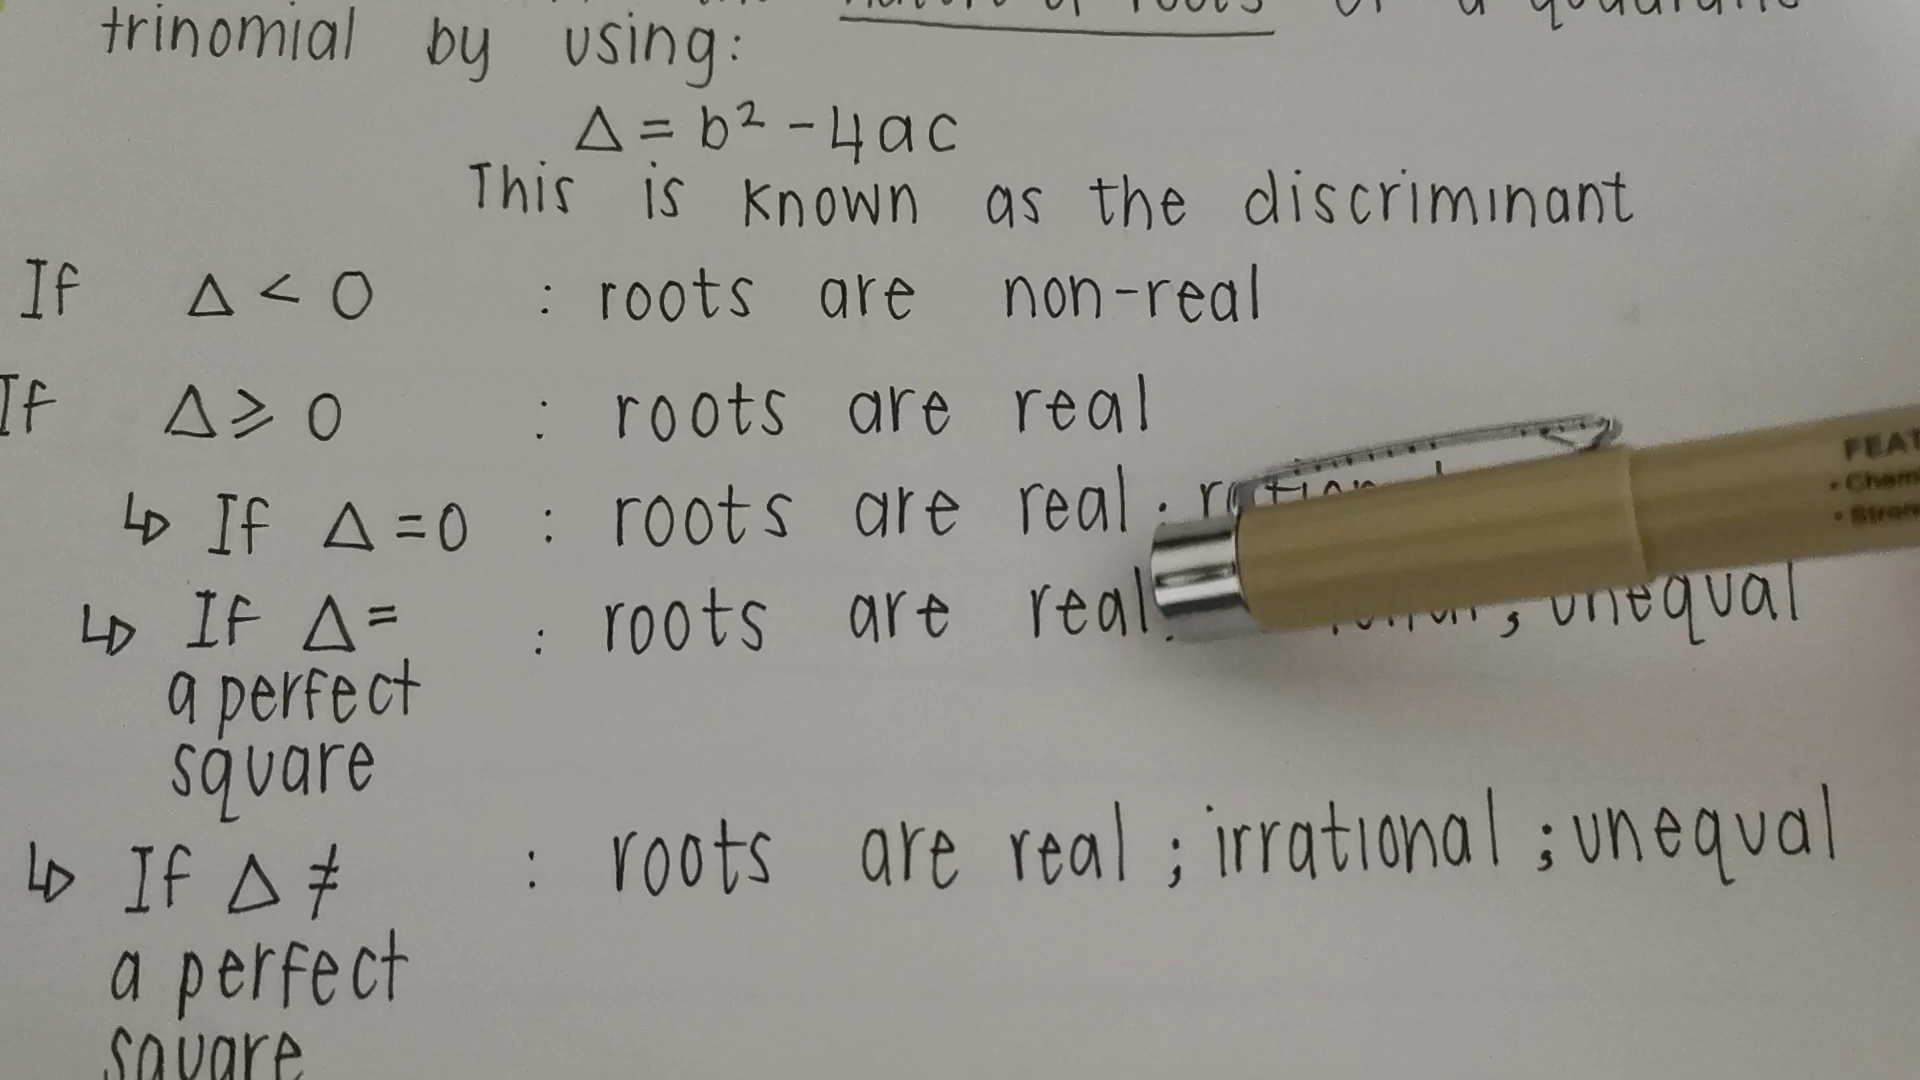 trinomial by using:
Δ = b² - 4ac
This is known as the discriminant
If Δ < 0 : roots are non-real
If Δ ⩾ 0 : roots are real
↳ If Δ = 0 : roots are real ;
↳ If Δ = : roots are real ; unequal
a perfect
square
↳ If Δ ≠ : roots are real ; irrational ; unequal
a perfect
square